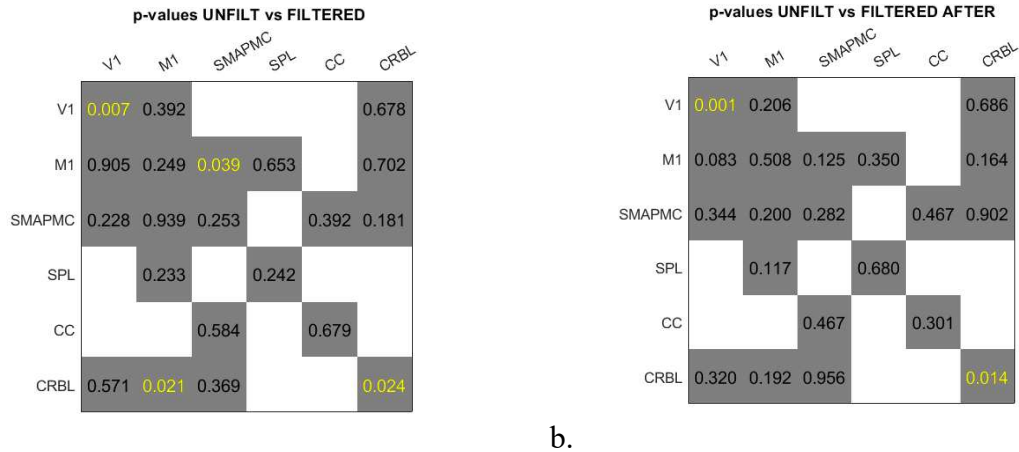 p-values UNFILT vs FILTERED
V1 M1 SMAPMC SPL CC CRBL
V1 0.007 0.392 0.678
M1 0.905 0.249 0.039 0.653 0.702
SMAPMC 0.228 0.939 0.253 0.392 0.181
SPL 0.233 0.242
CC 0.584 0.679
CRBL 0.571 0.021 0.369 0.024
b.
p-values UNFILT vs FILTERED AFTER
V1 M1 SMAPMC SPL CC CRBL
V1 0.001 0.206 0.686
M1 0.083 0.508 0.125 0.350 0.164
SMAPMC 0.344 0.200 0.282 0.467 0.902
SPL 0.117 0.680
CC 0.467 0.301
CRBL 0.320 0.192 0.956 0.014